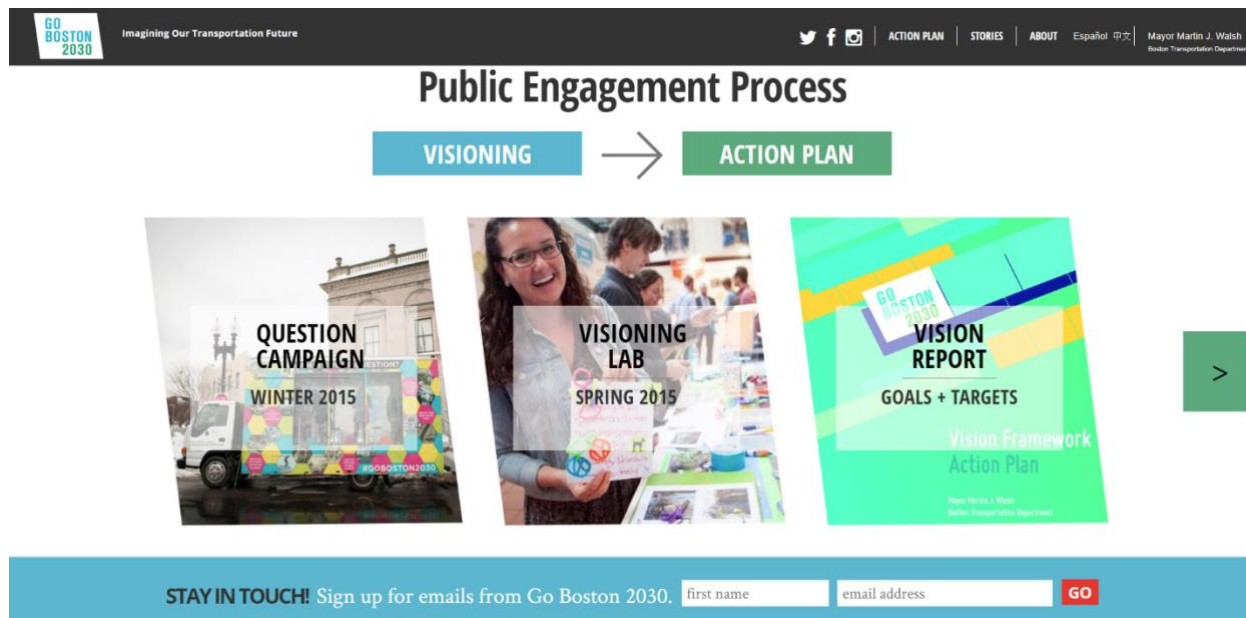 GO
BOSTON
2030
Imagining Our Transportation Future
ACTION PLAN
STORIES
ABOUT
Español 中文
Mayor Martin J. Walsh
Boston Transportation Departmen
Public Engagement Process
VISIONING
ACTION PLAN
QUESTION
CAMPAIGN
WINTER 2015
#GOBOSTON2030
VISIONING
LAB
SPRING 2015
GO
BOSTON
2030
VISION
REPORT
GOALS + TARGETS
Vision Framework
Action Plan
Mayor Martin J. Walsh
Boston Transportation Department
>
STAY IN TOUCH! Sign up for emails from Go Boston 2030.
first name
email address
GO